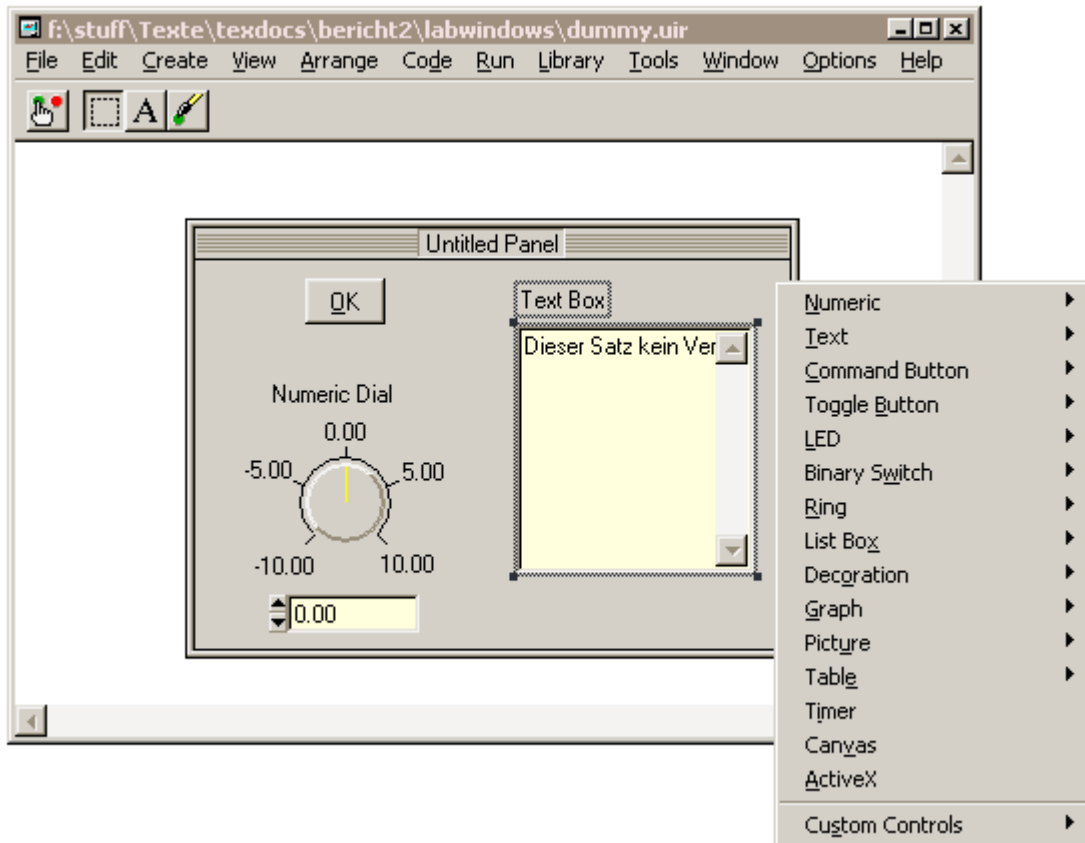 f:\stuff\Texte\texdocs\bericht2\labwindows\dummy.uir
File Edit Create View Arrange Code Run Library Tools Window Options Help
A
Untitled Panel
OK
Text Box
Dieser Satz kein Ver
Numeric Dial
0.00
-5.00 5.00
-10.00 10.00
0.00
Numeric
Text
Command Button
Toggle Button
LED
Binary Switch
Ring
List Box
Decoration
Graph
Picture
Table
Timer
Canvas
ActiveX
Custom Controls